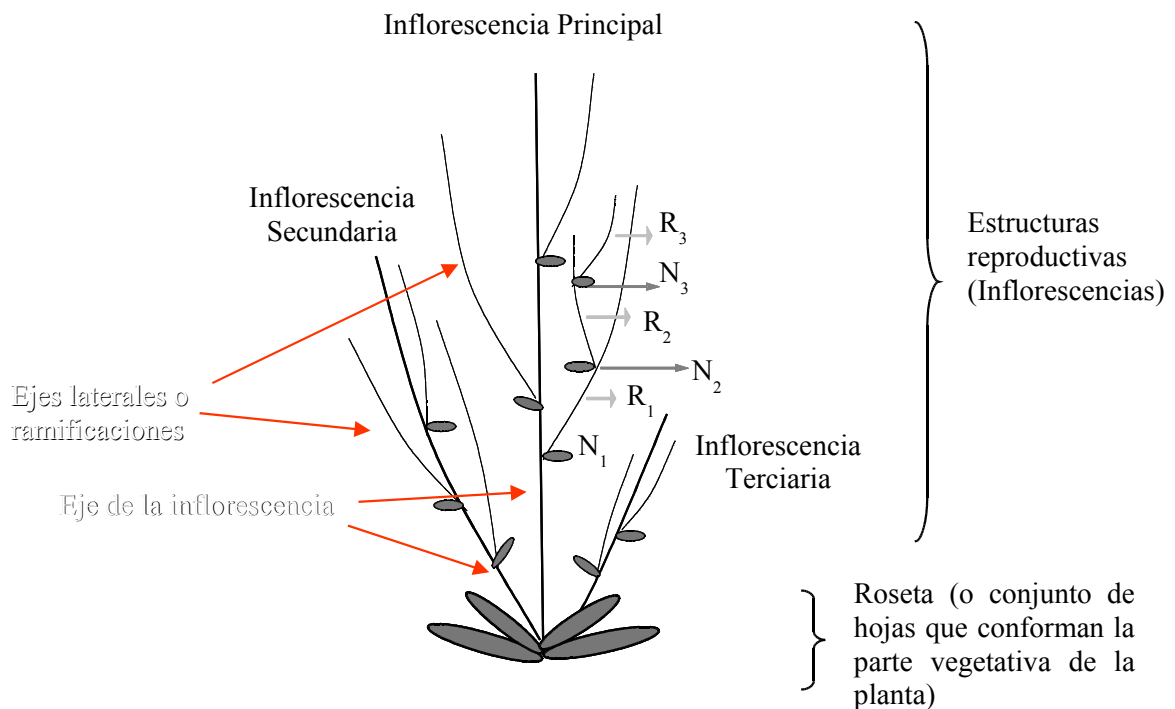 Inflorescencia Principal
Inflorescencia
Secundaria
R3
N3
R2
N2
R1
N1
Ejes laterales o
ramificaciones
Eje de la inflorescencia
Inflorescencia
Terciaria
Estructuras
reproductivas
(Inflorescencias)
Roseta (o conjunto de
hojas que conforman la
parte vegetativa de la
planta)